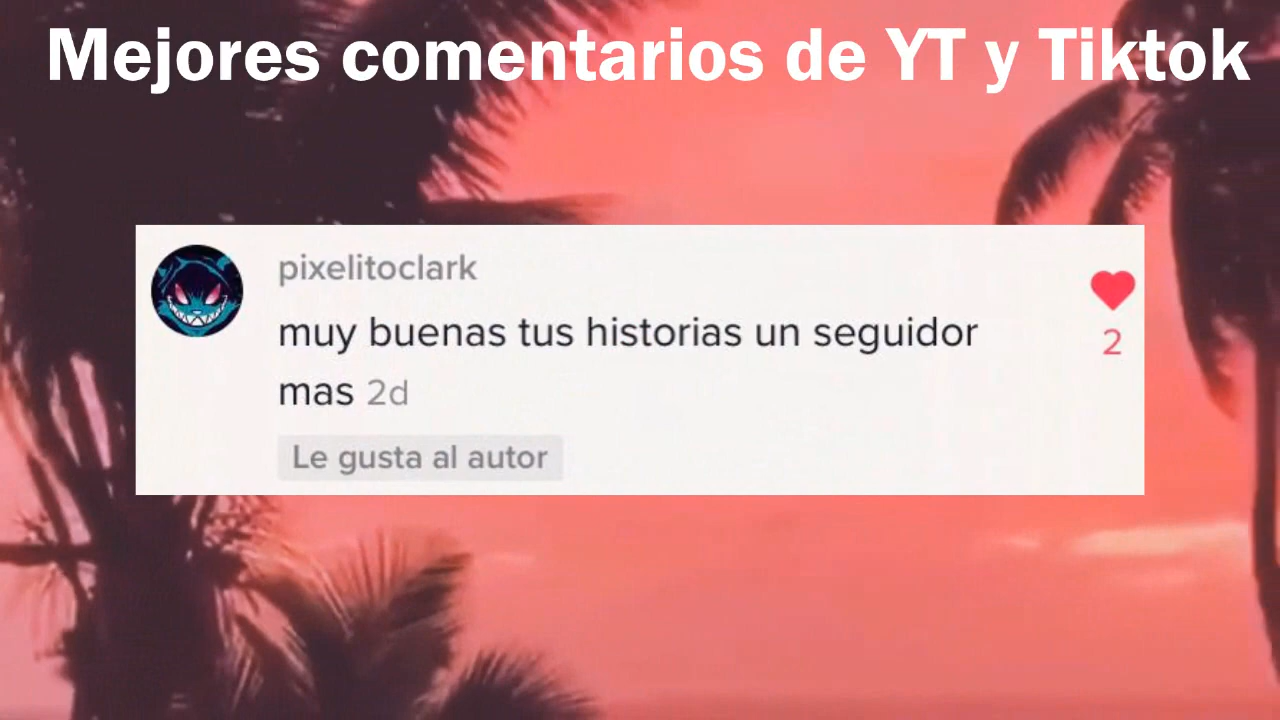 Mejores comentarios de YT y Tiktok
pixelitoclark
muy buenas tus historias un seguidor
mas 2d
2
Le gusta al autor